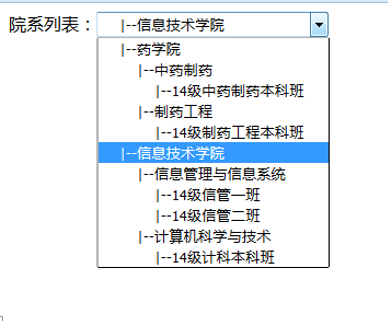 院系列表：|--信息技术学院
|--药学院
|--中药制药
|--14级中药制药本科班
|--制药工程
|--14级制药工程本科班
|--信息技术学院
|--信息管理与信息系统
|--14级信管一班
|--14级信管二班
|--计算机科学与技术
|--14级计科本科班